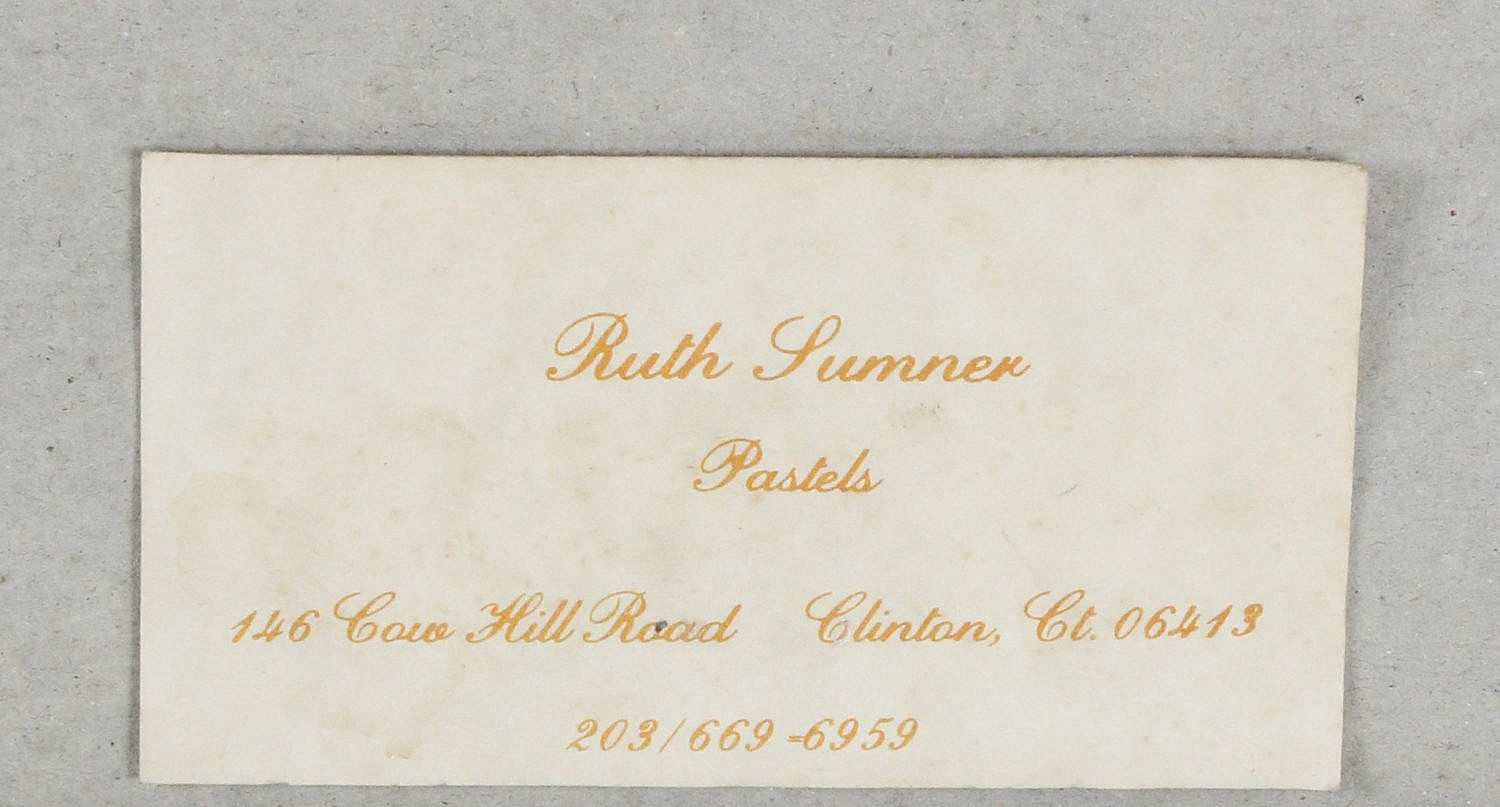 Ruth Sumner
Pastels
146 Cow Hill Road Clinton, Ct. 06413
203/669-6959